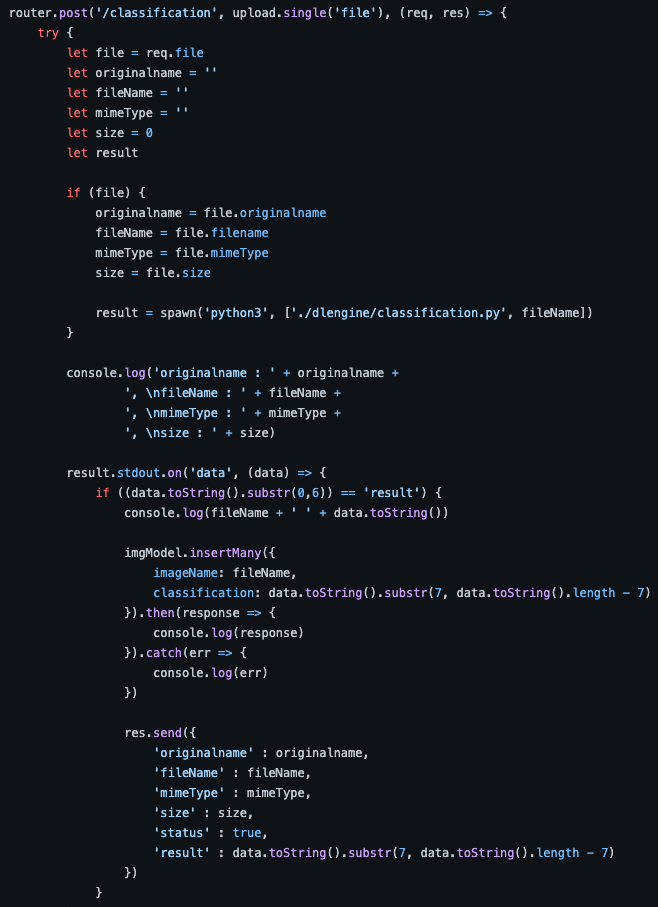 router.post('/classification', upload.single('file'), (req, res) => {
    try {
        let file = req.file
        let originalname = ''
        let fileName = ''
        let mimeType = ''
        let size = 0
        let result

        if (file) {
            originalname = file.originalname
            fileName = file.filename
            mimeType = file.mimeType
            size = file.size

            result = spawn('python3', ['./dlengine/classification.py', fileName])
        }

        console.log('originalname : ' + originalname +
                ', \nfileName : ' + fileName +
                ', \nmimeType : ' + mimeType +
                ', \nsize : ' + size)

        result.stdout.on('data', (data) => {
            if ((data.toString().substr(0,6)) == 'result') {
                console.log(fileName + ' ' + data.toString())

                imgModel.insertMany({
                    imageName: fileName,
                    classification: data.toString().substr(7, data.toString().length - 7)
                }).then(response => {
                    console.log(response)
                }).catch(err => {
                    console.log(err)
                })

                res.send({
                    'originalname' : originalname,
                    'fileName' : fileName,
                    'mimeType' : mimeType,
                    'size' : size,
                    'status' : true,
                    'result' : data.toString().substr(7, data.toString().length - 7)
                })
            }